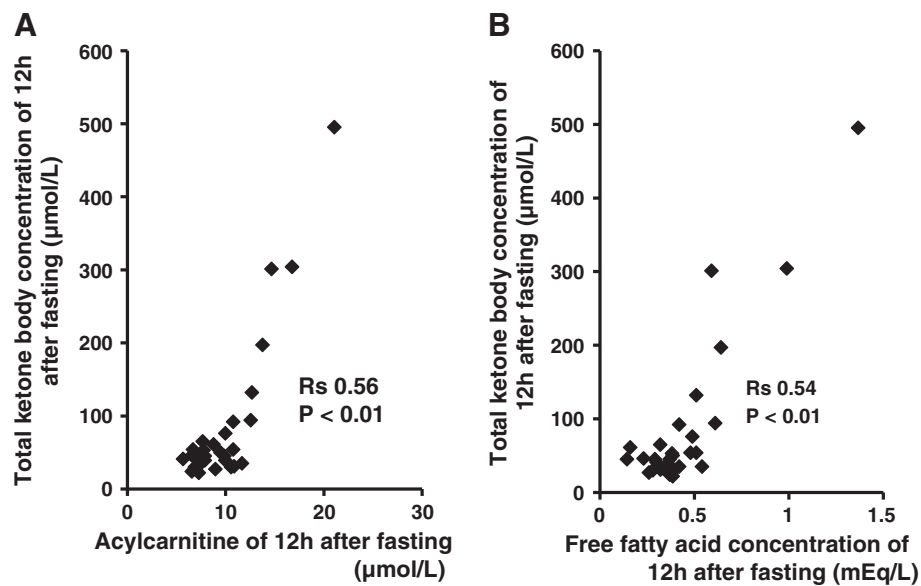 A
Total ketone body concentration of 12h
after fasting (µmol/L)
600
500
400
300
200
100
0
0 10 20 30
Rs 0.56
P < 0.01
Acylcarnitine of 12h after fasting
(µmol/L)
B
Total ketone body concentration of
12h after fasting (µmol/L)
600
500
400
300
200
100
0
0 0.5 1 1.5
Rs 0.54
P < 0.01
Free fatty acid concentration of
12h after fasting (mEq/L)